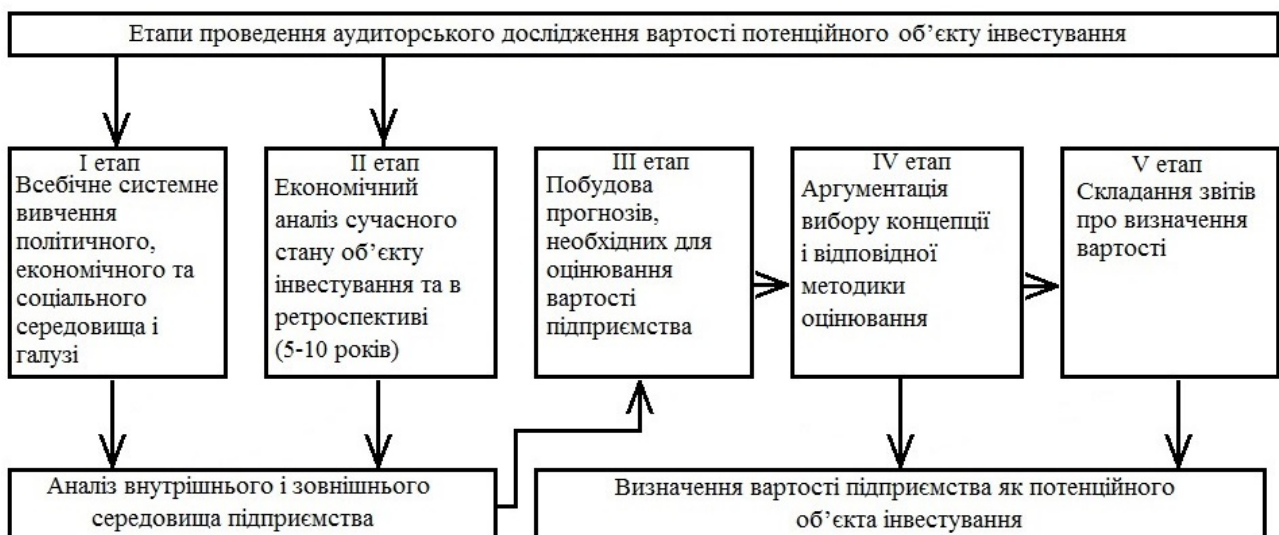 Етапи проведення аудиторського дослідження вартості потенційного об’єкту інвестування
І етап
Всебічне системне
вивчення
політичного,
економічного та
соціального
середовища і
галузі
ІІ етап
Економічний
аналіз сучасного
стану об’єкту
інвестування та в
ретроспективі
(5-10 років)
ІІІ етап
Побудова
прогнозів,
необхідних для
оцінювання
вартості
підприємства
IV етап
Аргументація
вибору концепції
і відповідної
методики
оцінювання
V етап
Складання звітів
про визначення
вартості
Аналіз внутрішнього і зовнішнього
середовища підприємства
Визначення вартості підприємства як потенційного
об’єкта інвестування